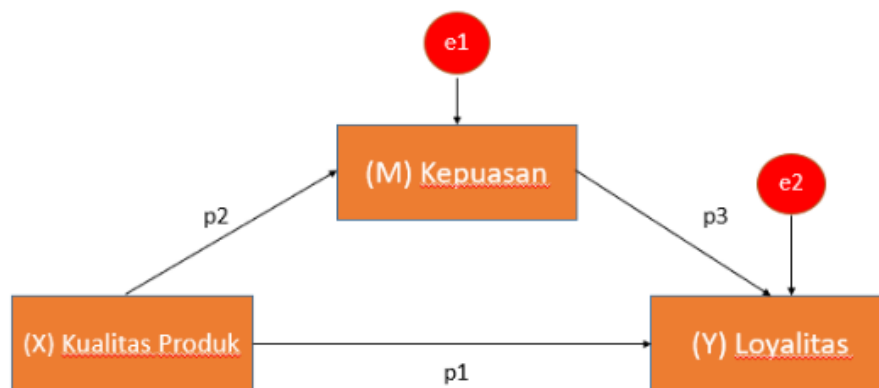 e1
(M) Kepuasan
e2
p2
p3
(X) Kualitas Produk
(Y) Loyalitas
p1